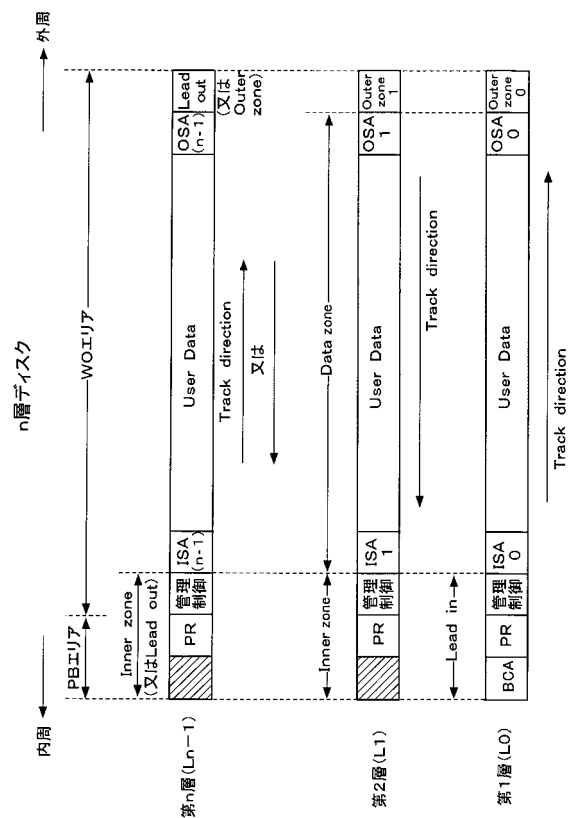 n層ディスク
内周
外周
PBエリア
WOエリア
Inner zone
(又はLead out)
第n層(Ln-1)
PR
管理
制御
ISA
(n-1)
User Data
OSA
(n-1)
Lead
out
(又は
Outer
zone)
Track direction
又は
Inner zone
Data zone
第2層(L1)
PR
管理
制御
ISA
1
User Data
OSA
1
Outer
zone
1
Track direction
Lead in
第1層(L0)
BCA
PR
管理
制御
ISA
0
User Data
OSA
0
Outer
zone
0
Track direction